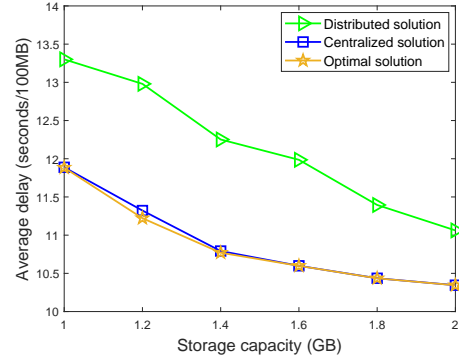 14
13.5
13
12.5
12
11.5
11
10.5
10
1 1.2 1.4 1.6 1.8 2
Average delay (seconds/100MB)
Storage capacity (GB)
Distributed solution
Centralized solution
Optimal solution